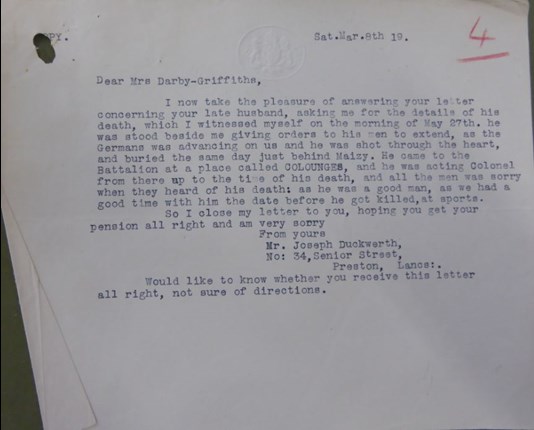 PY.
Sat.Mar.8th 19.
4
Dear Mrs Darby-Griffiths,
I now take the pleasure of answering your letter
concerning your late husband, asking me for the details of his
death, which I witnessed myself on the morning of May 27th. he
was stood beside me giving orders to his men to extend, as the
Germans was advancing on us and he was shot through the heart,
and buried the same day just behind Maizy. He came to the
Battalion at a place called COLOUNGES, and he was acting Colonel
from there up to the time of his death, and all the men was sorry
when they heard of his death: as he was a good man, as we had a
good time with him the date before he got killed,at sports.
So I close my letter to you, hoping you get your
pension all right and am very sorry
From yours
Mr. Joseph Duckwerth,
No: 34,Senior Street,
Preston, Lancs:.
Would like to know whether you receive this letter
all right, not sure of directions.